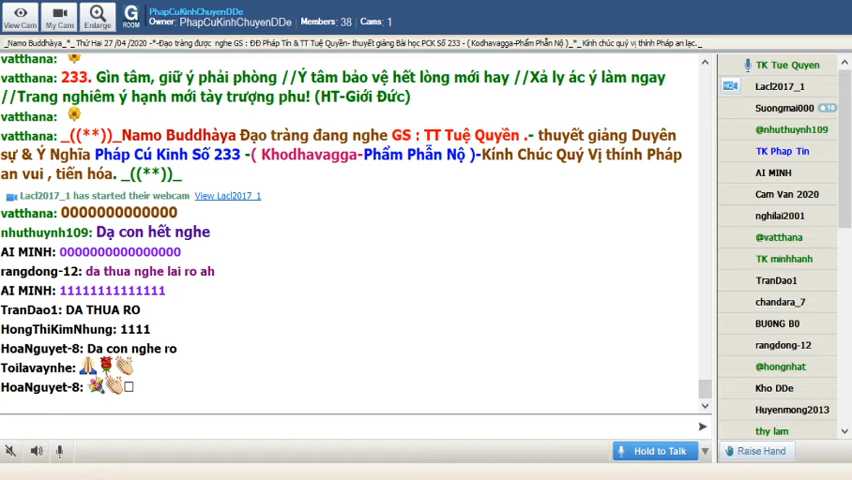 PhapCuKinhChuyenDDe
Owner: PhapCuKinhChuyenDDe Members: 38 Cams: 1
View Cam
My Cam
Enlarge
G
ROOM
_Namo Buddhàya_*_ Thứ Hai 27 /04 /2020 -*-Đạo tràng được nghe GS : ĐĐ Pháp Tín & TT Tuệ Quyền- thuyết giảng Bài học PCK Số 233 - ( Kodhavagga-Phẩm Phẫn Nộ )_*_ Kính chúc quý vị thính Pháp an lạc._
vatthana:
vatthana: 233. Gìn tâm, giữ ý phải phòng //Ý tâm bảo vệ hết lòng mới hay //Xả ly ác ý làm ngay
//Trang nghiêm ý hạnh mới tày trượng phu! (HT-Giới Đức)
vatthana:
vatthana: _((**))_Namo Buddhàya Đạo tràng đang nghe GS : TT Tuệ Quyền .- thuyết giảng Duyên
sự & Ý Nghĩa Pháp Cú Kinh Số 233 -( Khodhavagga-Phẩm Phẫn Nộ )-Kính Chúc Quý Vị thính Pháp
an vui , tiến hóa. _((**))_
Lacl2017_1 has started their webcam View Lacl2017_1
vatthana: 0000000000000
nhuthuynh109: Dạ con hết nghe
AI MINH: 0000000000000000
rangdong-12: da thua nghe lai ro ah
AI MINH: 11111111111111
TranDao1: DA THUA RO
HongThiKimNhung: 1111
HoaNguyet-8: Da con nghe ro
Toilavaynhe:
HoaNguyet-8:
Hold to Talk
TK Tue Quyen
Lacl2017_1
Suongmai000
@nhuthuynh109
TK Phap Tin
AI MINH
Cam Van 2020
nghilai2001
@vatthana
TK minhhanh
TranDao1
chandara_7
BU0NG B0
rangdong-12
@hongnhat
Kho DDe
Huyenmong2013
thy lam
Raise Hand